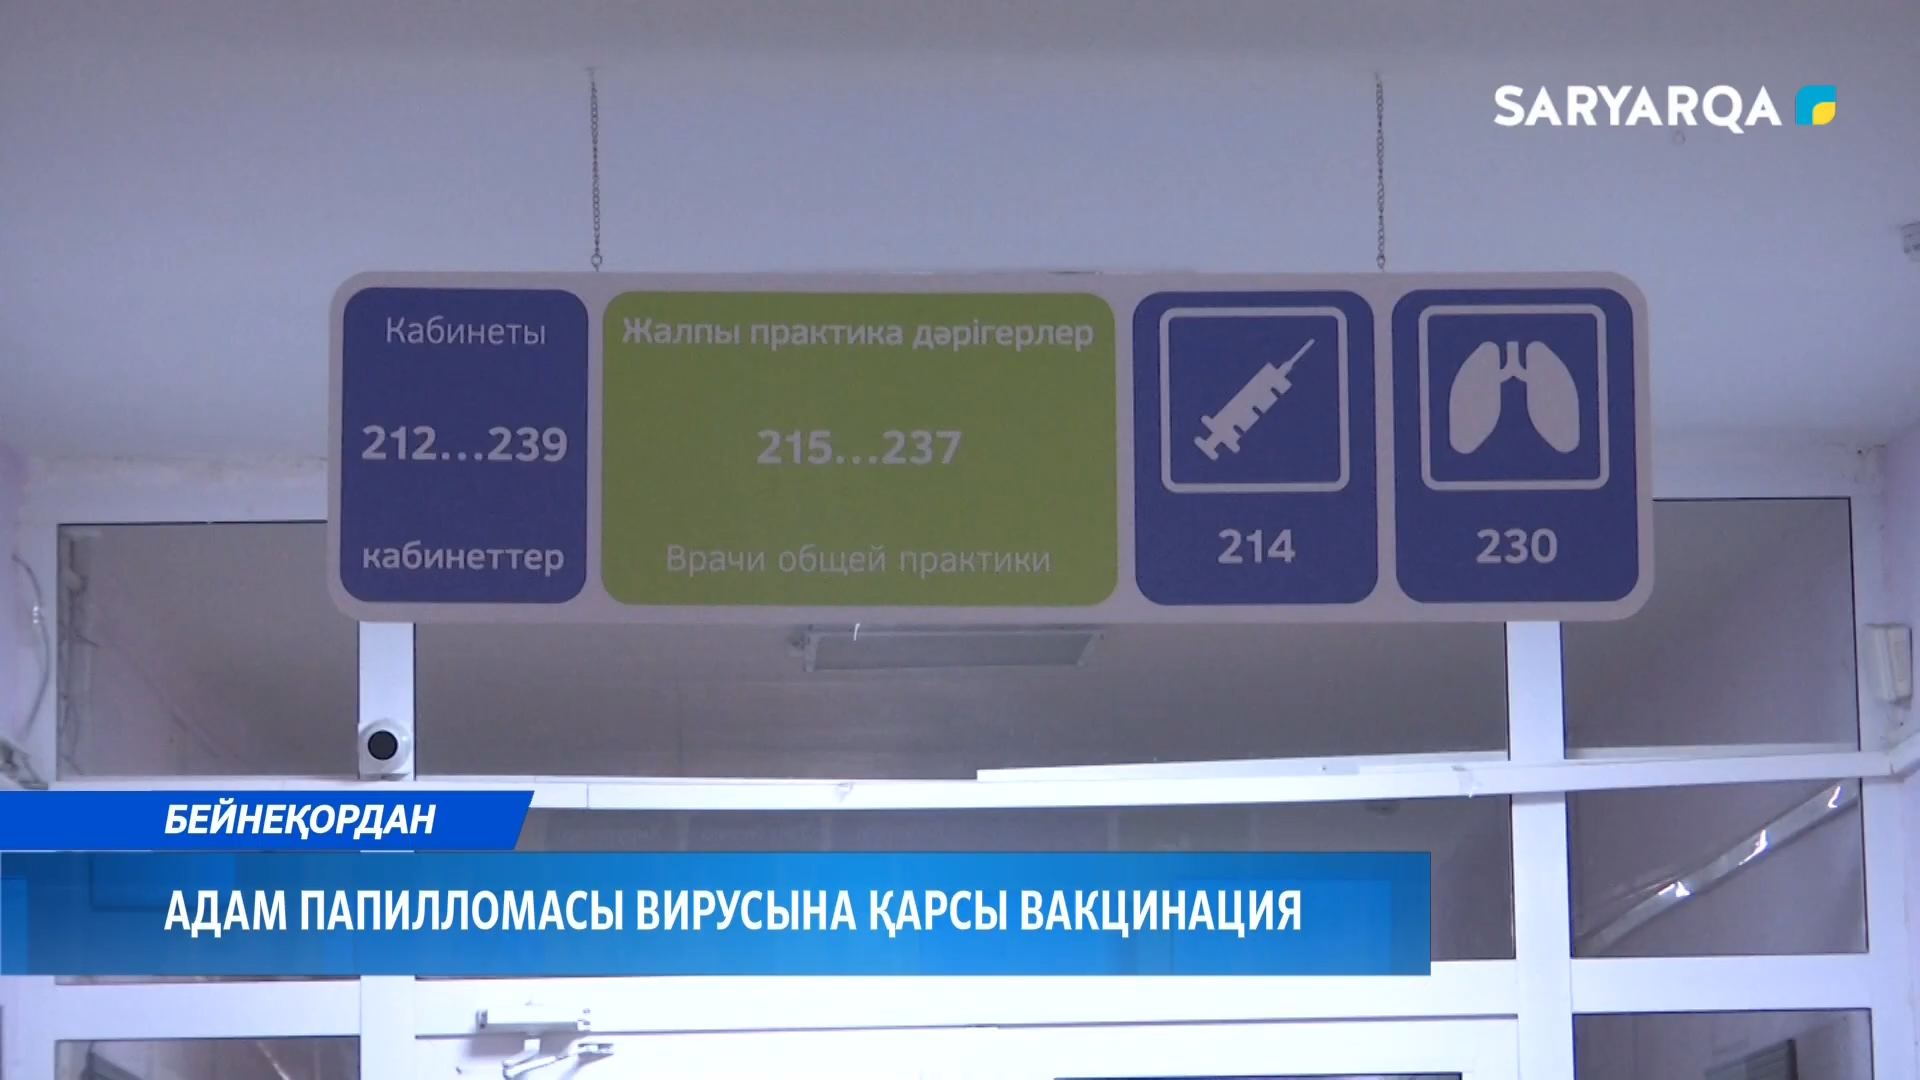 SARYARQA
Кабинеты
212...239
кабинеттер
Жалпы практика дәрігерлер
215...237
Врачи общей практики
214
230
БЕЙНЕҚОРДАН
АДАМ ПАПИЛЛОМАСЫ ВИРУСЫНА ҚАРСЫ ВАКЦИНАЦИЯ